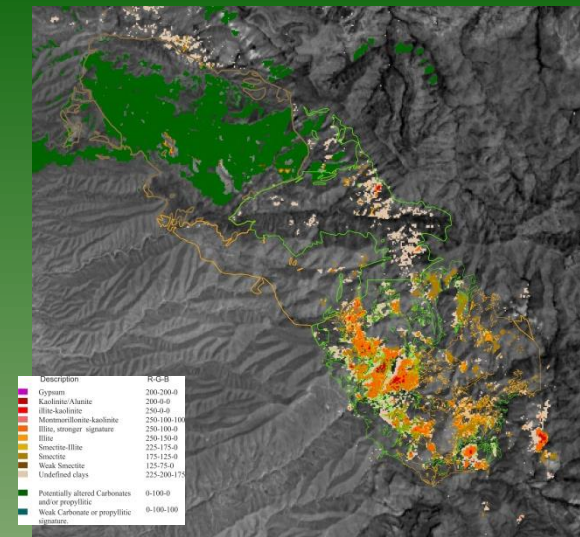 Description R-G-B
Gypsum 200-200-0
Kaolinite/Alunite 200-0-0
illite-kaolinite 250-0-0
Montmorillonite-kaolinite 250-100-100
Illite, stronger signature 250-100-0
Illite 250-150-0
Smectite-Illite 225-175-0
Smectite 175-125-0
Weak Smectite 125-75-0
Undefined clays 225-200-175
Potentially altered Carbonates 0-100-0
and/or propyllitic
Weak Carbonate or propyllitic 0-100-100
signature.